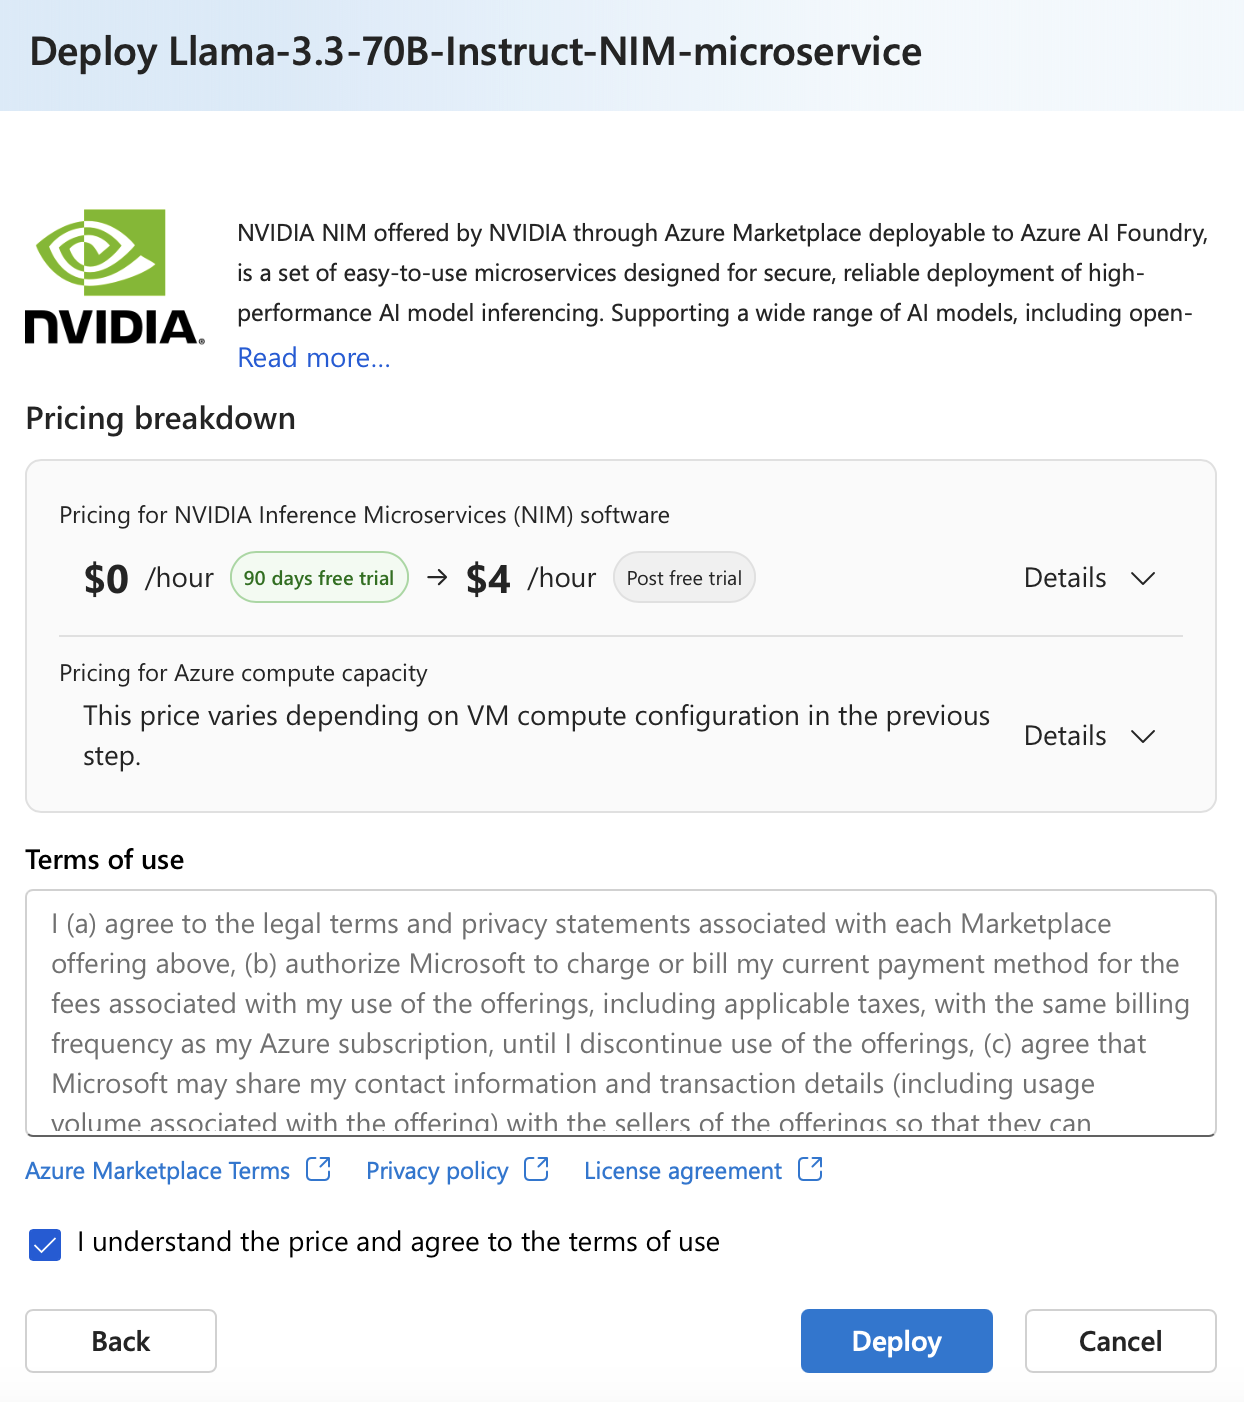 Deploy Llama-3.3-70B-Instruct-NIM-microservice
NVIDIA NIM offered by NVIDIA through Azure Marketplace deployable to Azure AI Foundry,
is a set of easy-to-use microservices designed for secure, reliable deployment of high-
performance AI model inferencing. Supporting a wide range of AI models, including open-
Read more...
NVIDIA.
Pricing breakdown
Pricing for NVIDIA Inference Microservices (NIM) software
$0 /hour 90 days free trial → $4 /hour Post free trial Details
Pricing for Azure compute capacity
This price varies depending on VM compute configuration in the previous
step.
Details
Terms of use
I (a) agree to the legal terms and privacy statements associated with each Marketplace
offering above, (b) authorize Microsoft to charge or bill my current payment method for the
fees associated with my use of the offerings, including applicable taxes, with the same billing
frequency as my Azure subscription, until I discontinue use of the offerings, (c) agree that
Microsoft may share my contact information and transaction details (including usage
volume associated with the offering) with the sellers of the offerings so that they can
Azure Marketplace Terms Privacy policy License agreement
I understand the price and agree to the terms of use
Back Deploy Cancel